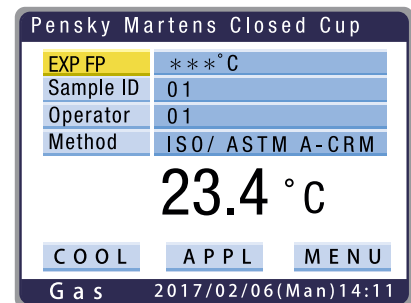 Pensky Martens Closed Cup
EXP FP ＊＊＊°C
Sample ID 01
Operator 01
Method ISO/ ASTM A-CRM
23.4 °C
COOL APPL MENU
Gas 2017/02/06(Man)14:11